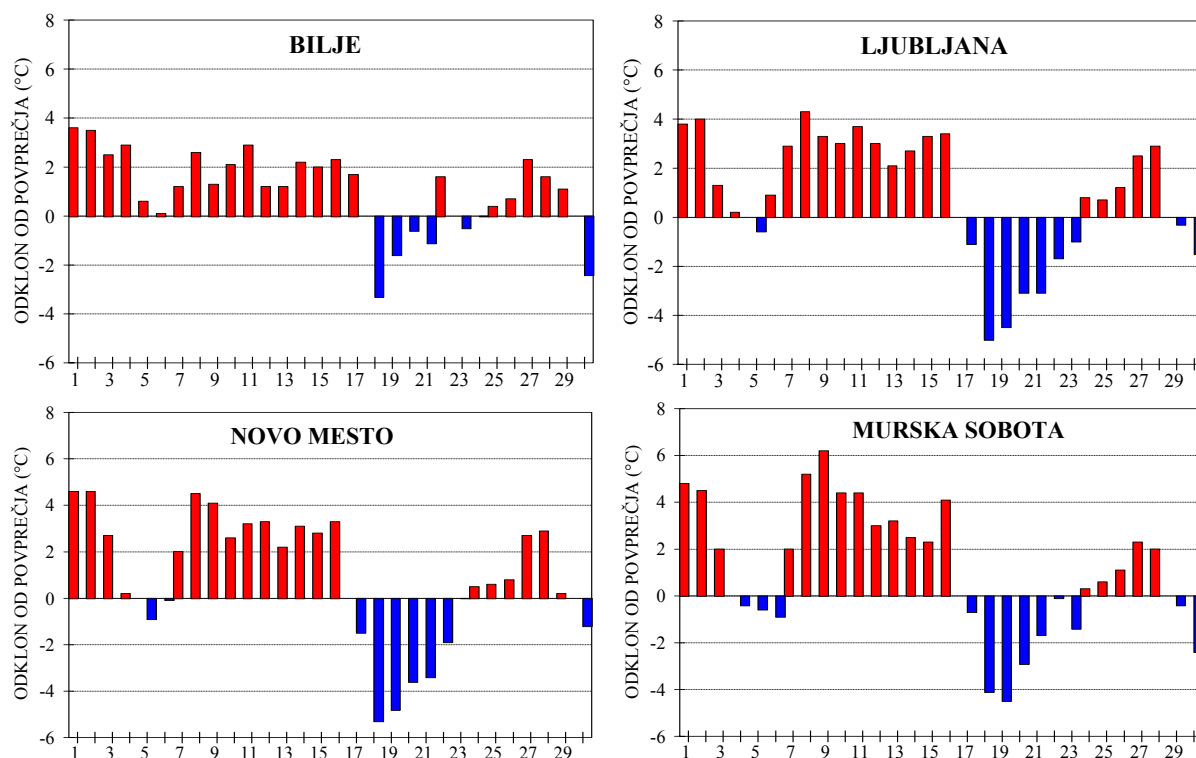 BILJE
ODKLON OD POVPREČJA (°C)
8
6
4
2
0
-2
-4
-6
1 3 5 7 9 11 13 15 19 21 23 25 27 29
LJUBLJANA
ODKLON OD POVPREČJA (°C)
8
6
4
2
0
-2
-4
-6
1 3 5 7 9 11 13 15 17 19 21 23 25 27 29
NOVO MESTO
ODKLON OD POVPREČJA (°C)
8
6
4
2
0
-2
-4
-6
1 3 5 7 9 11 13 15 17 19 21 23 25 27 29
MURSKA SOBOTA
ODKLON OD POVPREČJA (°C)
8
6
4
2
0
-2
-4
-6
1 3 5 7 9 11 13 15 17 19 21 23 25 27 29